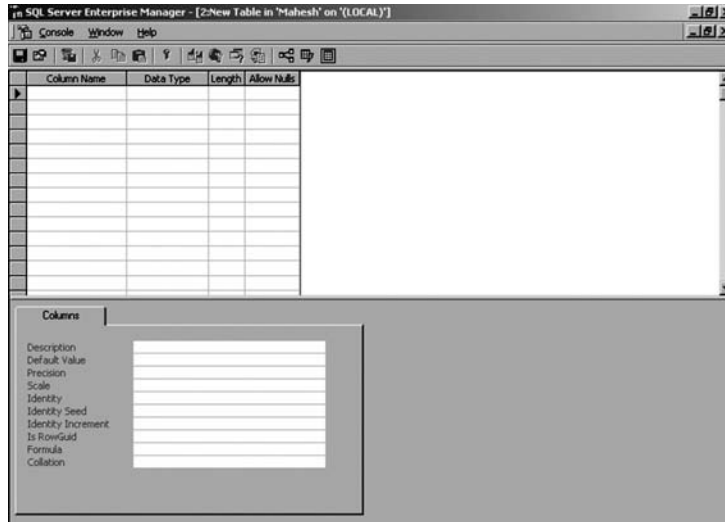 SQL Server Enterprise Manager - [2:New Table in 'Mahesh' on '(LOCAL)']
Console Window Help
Column Name Data Type Length Allow Nulls
Columns
Description
Default Value
Precision
Scale
Identity
Identity Seed
Identity Increment
Is RowGuid
Formula
Collation